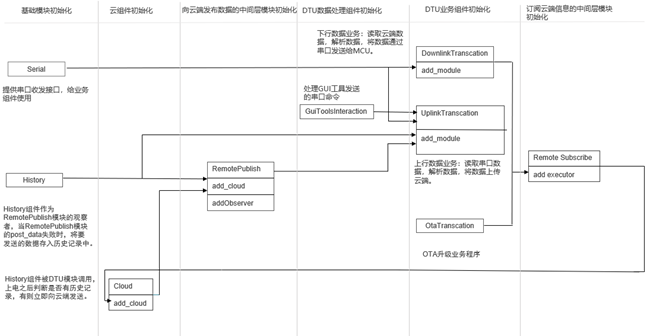 基础模块初始化
云组件初始化
向云端发布数据的中间层模块初始化
DTU数据处理组件初始化
DTU业务组件初始化
订阅云端信息的中间层模块
初始化
下行数据业务：读取云端数
据，解析数据，将数据通过
串口发送给MCU。
DownlinkTranscation
add_module
Serial
提供串口收发接口，给业务
组件使用
处理GUI工具发送
的串口命令
GuiToolsInteraction
UplinkTranscation
add_module
上行数据业务：读取串口数
据，解析数据，将数据上传
云端。
Remote Subscribe
add executor
History
RemotePublish
add_cloud
addObserver
History组件作为
RemotePublish模块的观察
者，当RemotePublish模块
的post_data失败时，将要
发送的数据存入历史记录中。
OtaTranscation
OTA升级业务程序
History组件被DTU模块调用，
上电之后判断是否有历史记
录，有则立即向云端发送。
Cloud
add_cloud